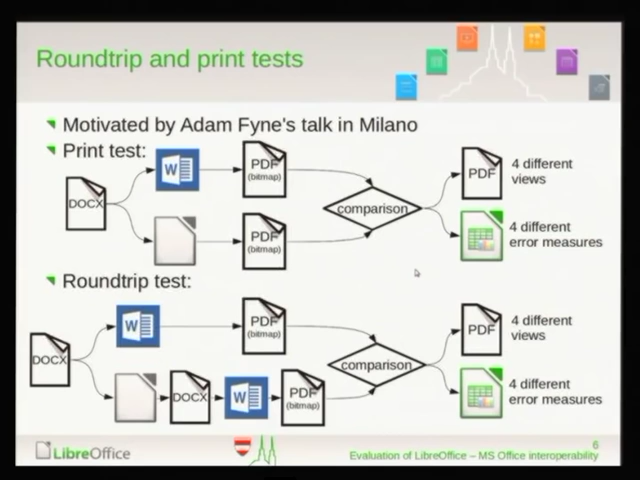 Roundtrip and print tests
Motivated by Adam Fyne's talk in Milano
Print test:
DOCX
W
PDF
(bitmap)
PDF
(bitmap)
comparison
PDF
4 different
views
4 different
error measures
Roundtrip test:
DOCX
W
PDF
(bitmap)
DOCX
W
PDF
(bitmap)
comparison
PDF
4 different
views
4 different
error measures
LibreOffice
6
Evaluation of LibreOffice – MS Office interoperability